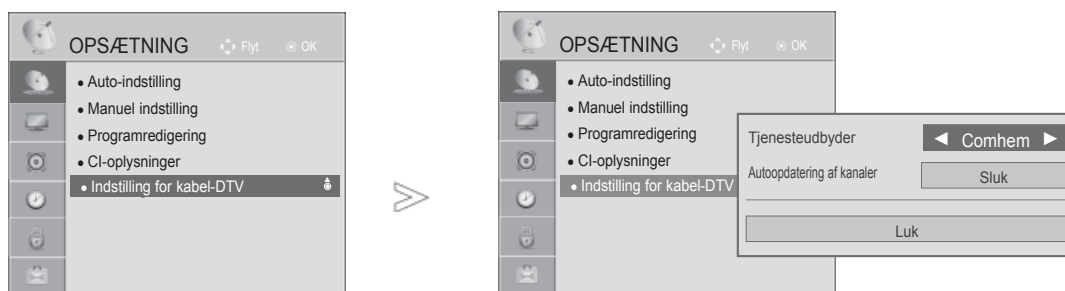 OPSÆTNING Flyt OK
• Auto-indstilling
• Manuel indstilling
• Programredigering
• CI-oplysninger
• Indstilling for kabel-DTV
OPSÆTNING Flyt OK
• Auto-indstilling
• Manuel indstilling
• Programredigering
• CI-oplysninger
• Indstilling for kabel-DTV
Tjenesteudbyder ◄ Comhem ►
Autoopdatering af kanaler Sluk
Luk